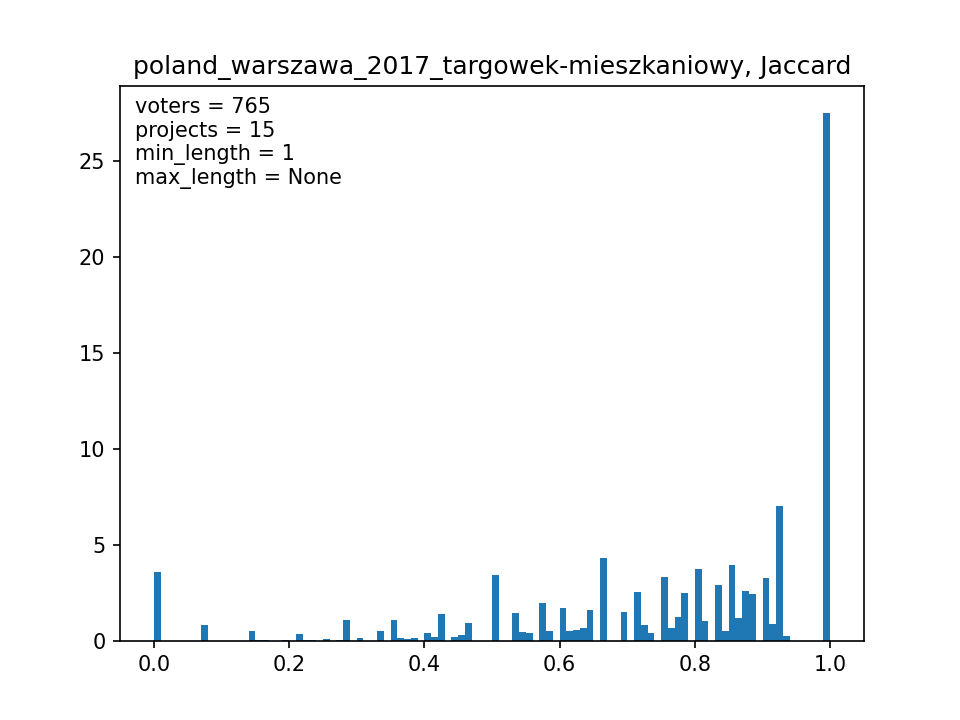 poland_warszawa_2017_targowek-mieszkaniowy, Jaccard
voters = 765
projects = 15
min_length = 1
max_length = None
25
20
15
10
5
0
0.0 0.2 0.4 0.6 0.8 1.0